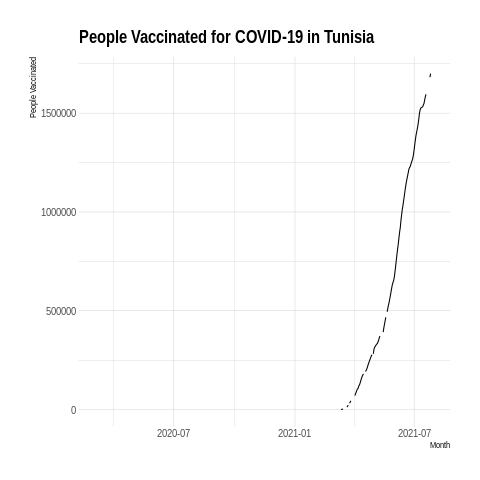 People Vaccinated for COVID-19 in Tunisia
People Vaccinated
1500000
1000000
500000
0
2020-07 2021-01 2021-07
Month